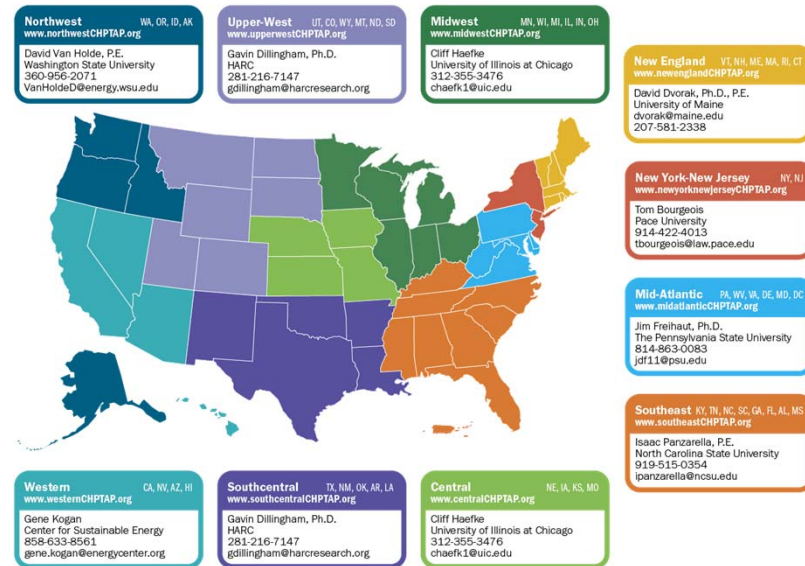 Northwest WA, OR, ID, AK
www.northwestCHPTAP.org
David Van Holde, P.E.
Washington State University
360-956-2071
VanHoldeD@energy.wsu.edu
Upper-West UT, CO, WY, MT, ND, SD
www.upperwestCHPTAP.org
Gavin Dillingham, Ph.D.
HARC
281-216-7147
gdillingham@harcresearch.org
Midwest MN, WI, MI, IL, IN, OH
www.midwestCHPTAP.org
Cliff Haefke
University of Illinois at Chicago
312-355-3476
chaefk1@uic.edu
New England VT, NH, ME, MA, RI, CT
www.newenglandCHPTAP.org
David Dvorak, Ph.D., P.E.
University of Maine
dvorak@maine.edu
207-581-2338
New York-New Jersey NY, NJ
www.newyorknewjerseyCHPTAP.org
Tom Bourgeois
Pace University
914-422-4013
tbourgeois@law.pace.edu
Mid-Atlantic PA, WV, VA, DE, MD, DC
www.midatlanticCHPTAP.org
Jim Freihaut, Ph.D.
The Pennsylvania State University
814-863-0083
jdf11@psu.edu
Southeast KY, TN, NC, SC, GA, FL, AL, MS
www.southeastCHPTAP.org
Isaac Panzarella, P.E.
North Carolina State University
919-515-0354
ipanzarella@ncsu.edu
Western CA, NV, AZ, HI
www.westernCHPTAP.org
Gene Kogan
Center for Sustainable Energy
858-633-8561
gene.kogan@energycenter.org
Southcentral TX, NM, OK, AR, LA
www.southcentralCHPTAP.org
Gavin Dillingham, Ph.D.
HARC
281-216-7147
gdillingham@harcresearch.org
Central NE, IA, KS, MO
www.centralCHPTAP.org
Cliff Haefke
University of Illinois at Chicago
312-355-3476
chaefk1@uic.edu